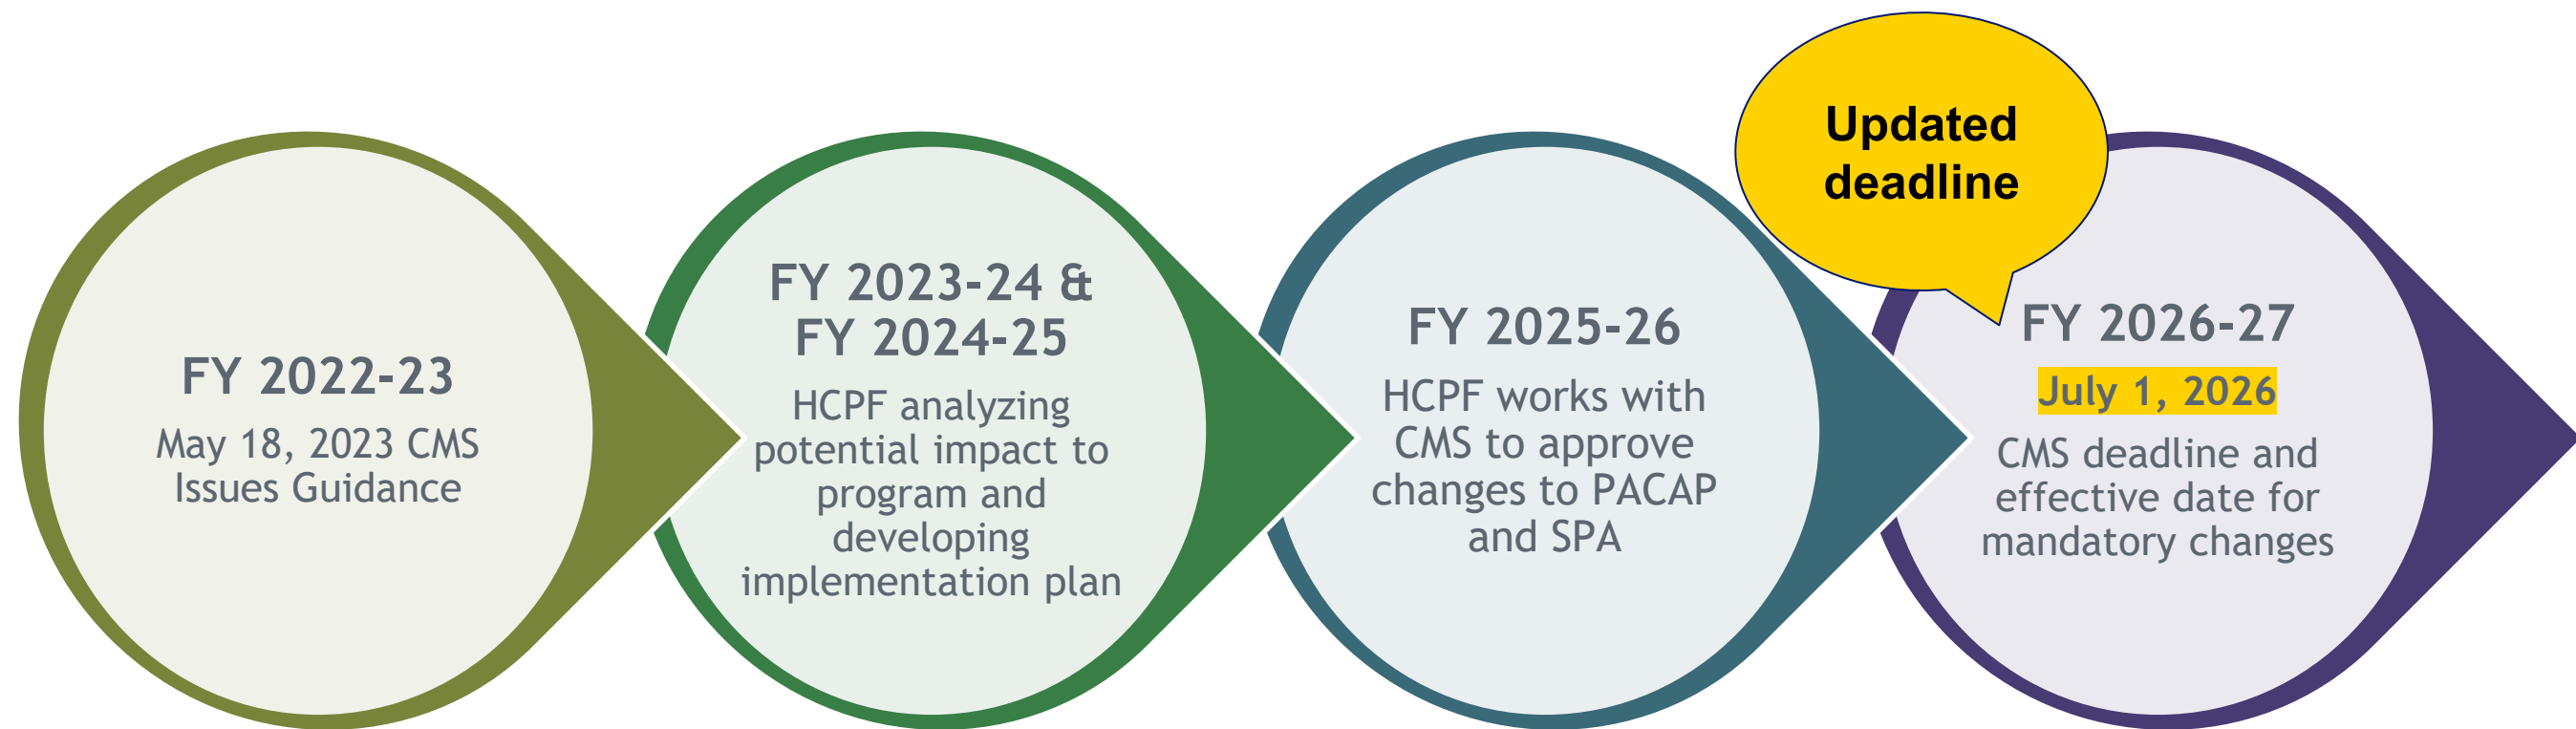 FY 2022-23
May 18, 2023 CMS
Issues Guidance
FY 2023-24 &
FY 2024-25
HCPF analyzing
potential impact to
program and
developing
implementation plan
FY 2025-26
HCPF works with
CMS to approve
changes to PACAP
and SPA
Updated
deadline
FY 2026-27
July 1, 2026
CMS deadline and
effective date for
mandatory changes